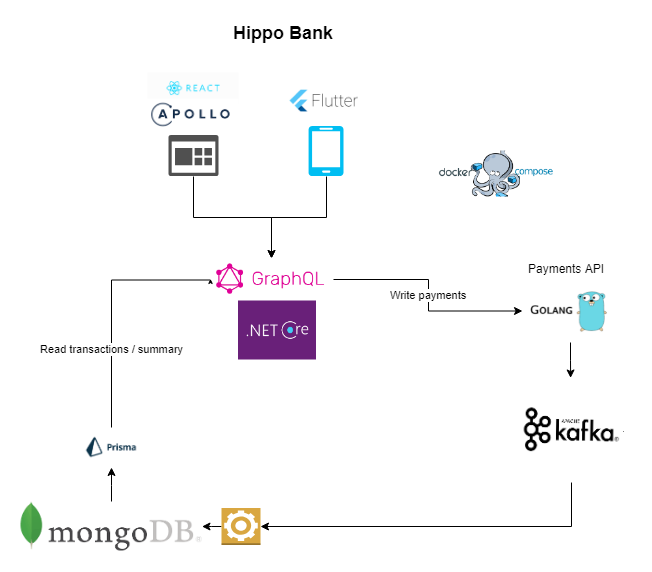 Hippo Bank
REACT
APOLLO
Flutter
docker
compose
Payments API
GraphQL
GOLANG
Write payments
.NET Core
Read transactions / summary
APACHE
kafka®
Prisma
mongoDB®